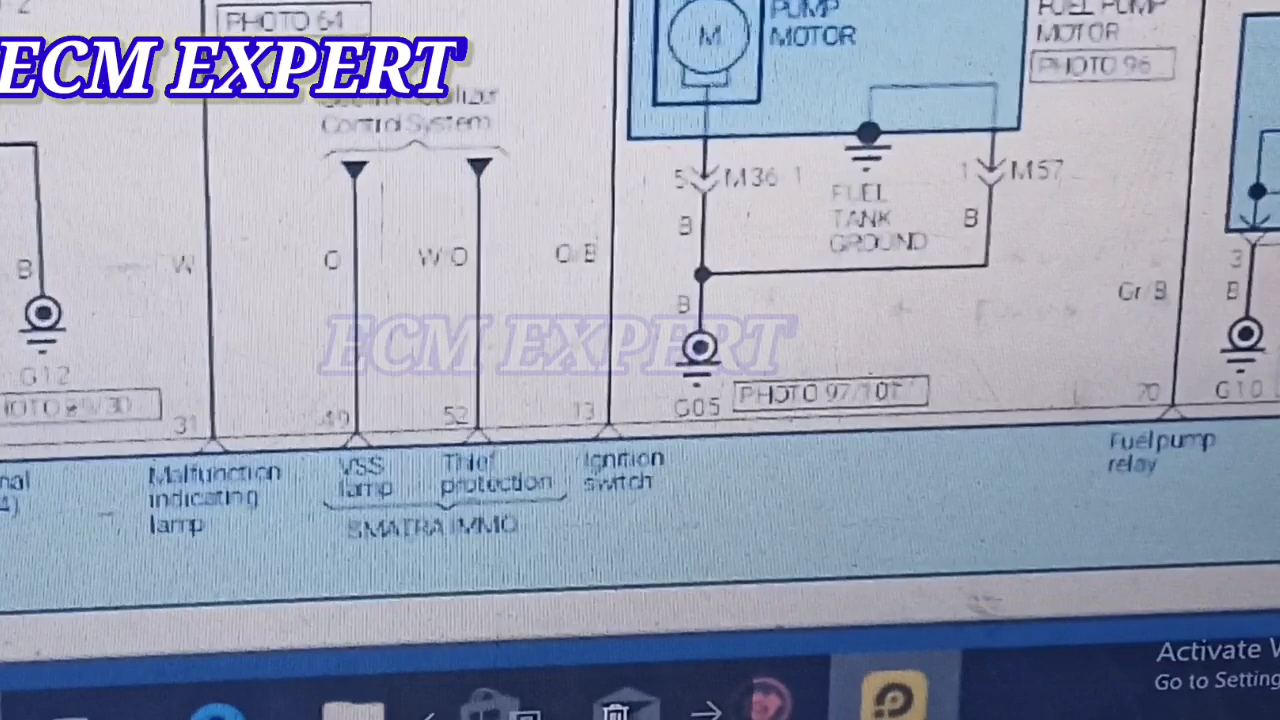 PHOTO 64
ECM EXPERT
Control System
PUMP
MOTOR
FUEL PUMP
MOTOR
PHOTO 96
M
5
M36
1
1
M57
FUEL
TANK
GROUND
B
B
B
B
W
O
W/O
O/B
Gr/B
3
B
ECM EXPERT
G12
31
49
52
13
G05
PHOTO 97/101
70
G10
Malfunction
indicating
lamp
VSS
lamp
Thief
protection
SMATRA IMMO
Ignition
switch
Fuel pump
relay
Activate
Go to Setting